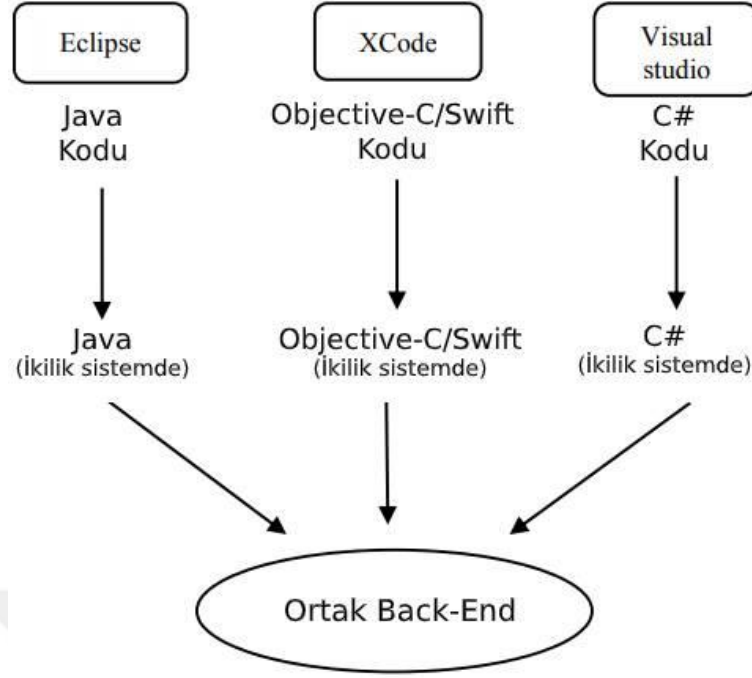 Eclipse
XCode
Visual
studio
Java
Kodu
Objective-C/Swift
Kodu
C#
Kodu
Java
(İkilik sistemde)
Objective-C/Swift
(İkilik sistemde)
C#
(İkilik sistemde)
Ortak Back-End